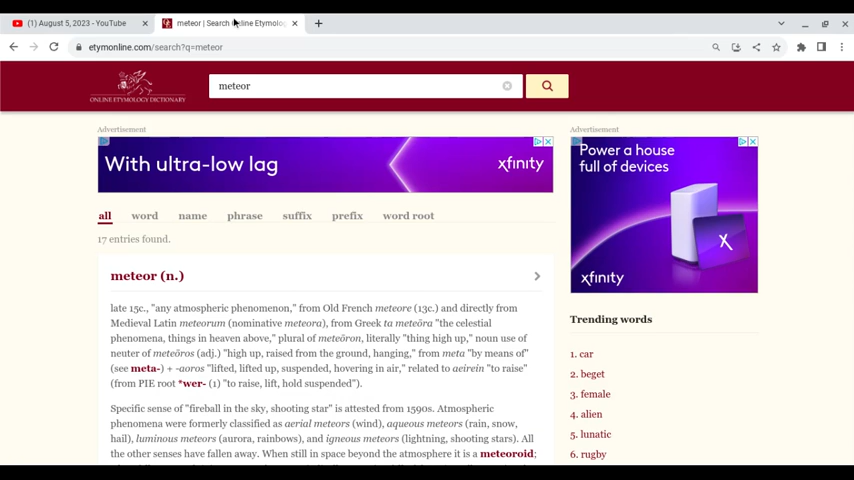 (1) August 5, 2023 - YouTube
meteor | Search Online Etymolog
etymonline.com/search?q=meteor
ONLINE ETYMOLOGY DICTIONARY
meteor
Advertisement
With ultra-low lag
xfinity
Advertisement
Power a house
full of devices
X
xfinity
all word name phrase suffix prefix word root
17 entries found.
meteor (n.)
late 15c., "any atmospheric phenomenon," from Old French meteore (13c.) and directly from
Medieval Latin meteorum (nominative meteora), from Greek ta meteōra "the celestial
phenomena, things in heaven above," plural of meteōron, literally "thing high up," noun use of
neuter of meteōros (adj.) "high up, raised from the ground, hanging," from meta "by means of"
(see meta-) + -aoros "lifted, lifted up, suspended, hovering in air," related to aeirein "to raise"
(from PIE root *wer- (1) "to raise, lift, hold suspended").
Specific sense of "fireball in the sky, shooting star" is attested from 1590s. Atmospheric
phenomena were formerly classified as aerial meteors (wind), aqueous meteors (rain, snow,
hail), luminous meteors (aurora, rainbows), and igneous meteors (lightning, shooting stars). All
the other senses have fallen away. When still in space beyond the atmosphere it is a meteoroid;
Trending words
1. car
2. beget
3. female
4. alien
5. lunatic
6. rugby